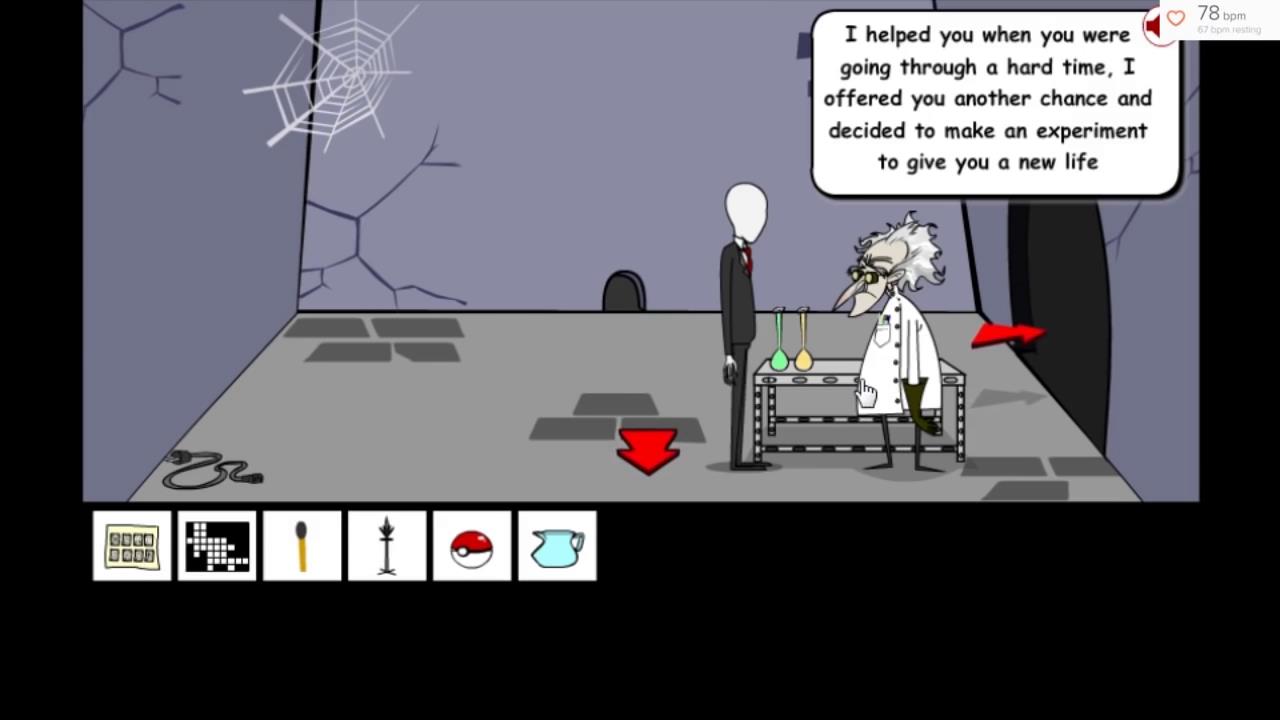 I helped you when you were
going through a hard time, I
offered you another chance and
decided to make an experiment
to give you a new life
78 bpm
67 bpm resting